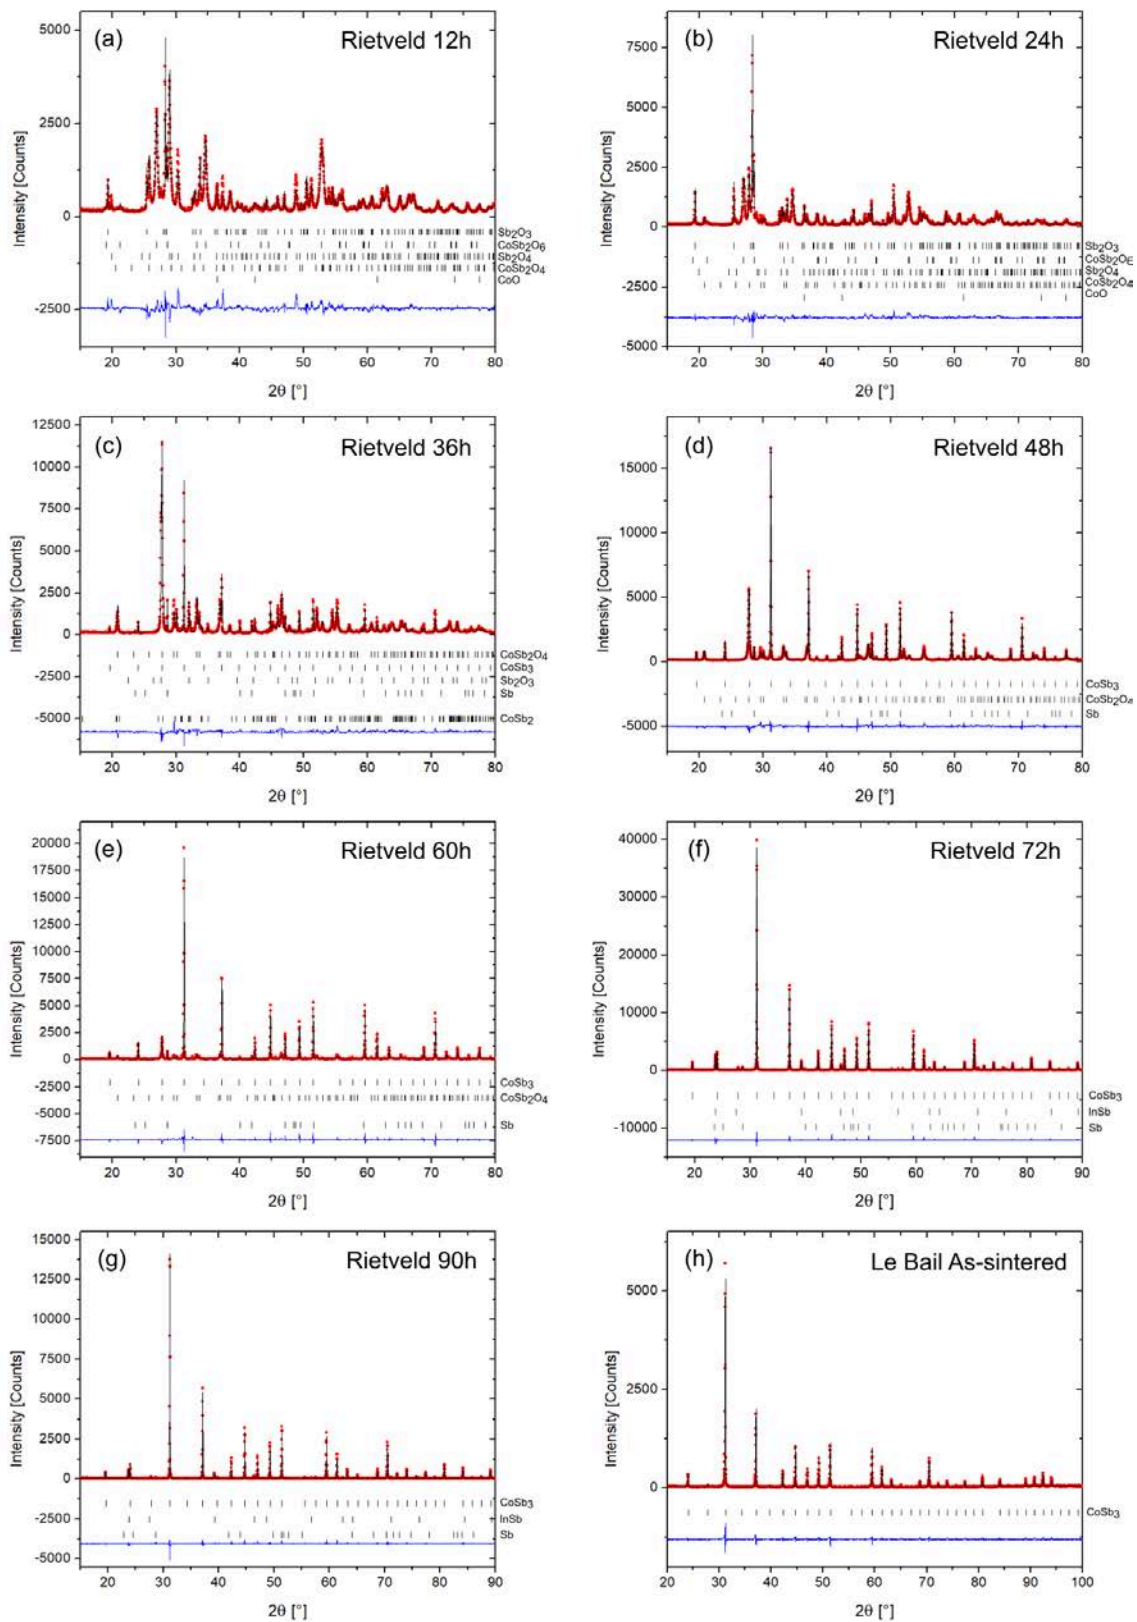 (a) Rietveld 12h
Intensity [Counts]
5000
2500
0
-2500
Sb₂O₃
CoSb₂O₆
Sb₂O₄
CoSb₂O₄
CoO
20 30 40 50 60 70 80
2θ [°]
(b) Rietveld 24h
Intensity [Counts]
7500
5000
2500
0
-2500
-5000
Sb₂O₃
CoSb₂O
Sb₂O₄
CoSb₂O₄
CoO
20 30 40 50 60 70 80
2θ [°]
(c) Rietveld 36h
Intensity [Counts]
12500
10000
7500
5000
2500
0
-2500
-5000
CoSb₂O₄
CoSb₃
Sb₂O₃
Sb
CoSb₂
20 30 40 50 60 70 80
2θ [°]
(d) Rietveld 48h
Intensity [Counts]
15000
10000
5000
0
-5000
CoSb₃
CoSb₂O
Sb
20 30 40 50 60 70 80
2θ [°]
(e) Rietveld 60h
Intensity [Counts]
20000
17500
15000
12500
10000
7500
5000
2500
0
-2500
-5000
-7500
CoSb₃
CoSb₂O₄
Sb
20 30 40 50 60 70 80
2θ [°]
(f) Rietveld 72h
Intensity [Counts]
40000
30000
20000
10000
0
-10000
CoSb₃
InSb
Sb
20 30 40 50 60 70 80 90
2θ [°]
(g) Rietveld 90h
Intensity [Counts]
15000
12500
10000
7500
5000
2500
0
-2500
-5000
CoSb₃
InSb
Sb
20 30 40 50 60 70 80 90
2θ [°]
(h) Le Bail As-sintered
Intensity [Counts]
5000
2500
0
CoSb₃
20 30 40 50 60 70 80 90 100
2θ [°]